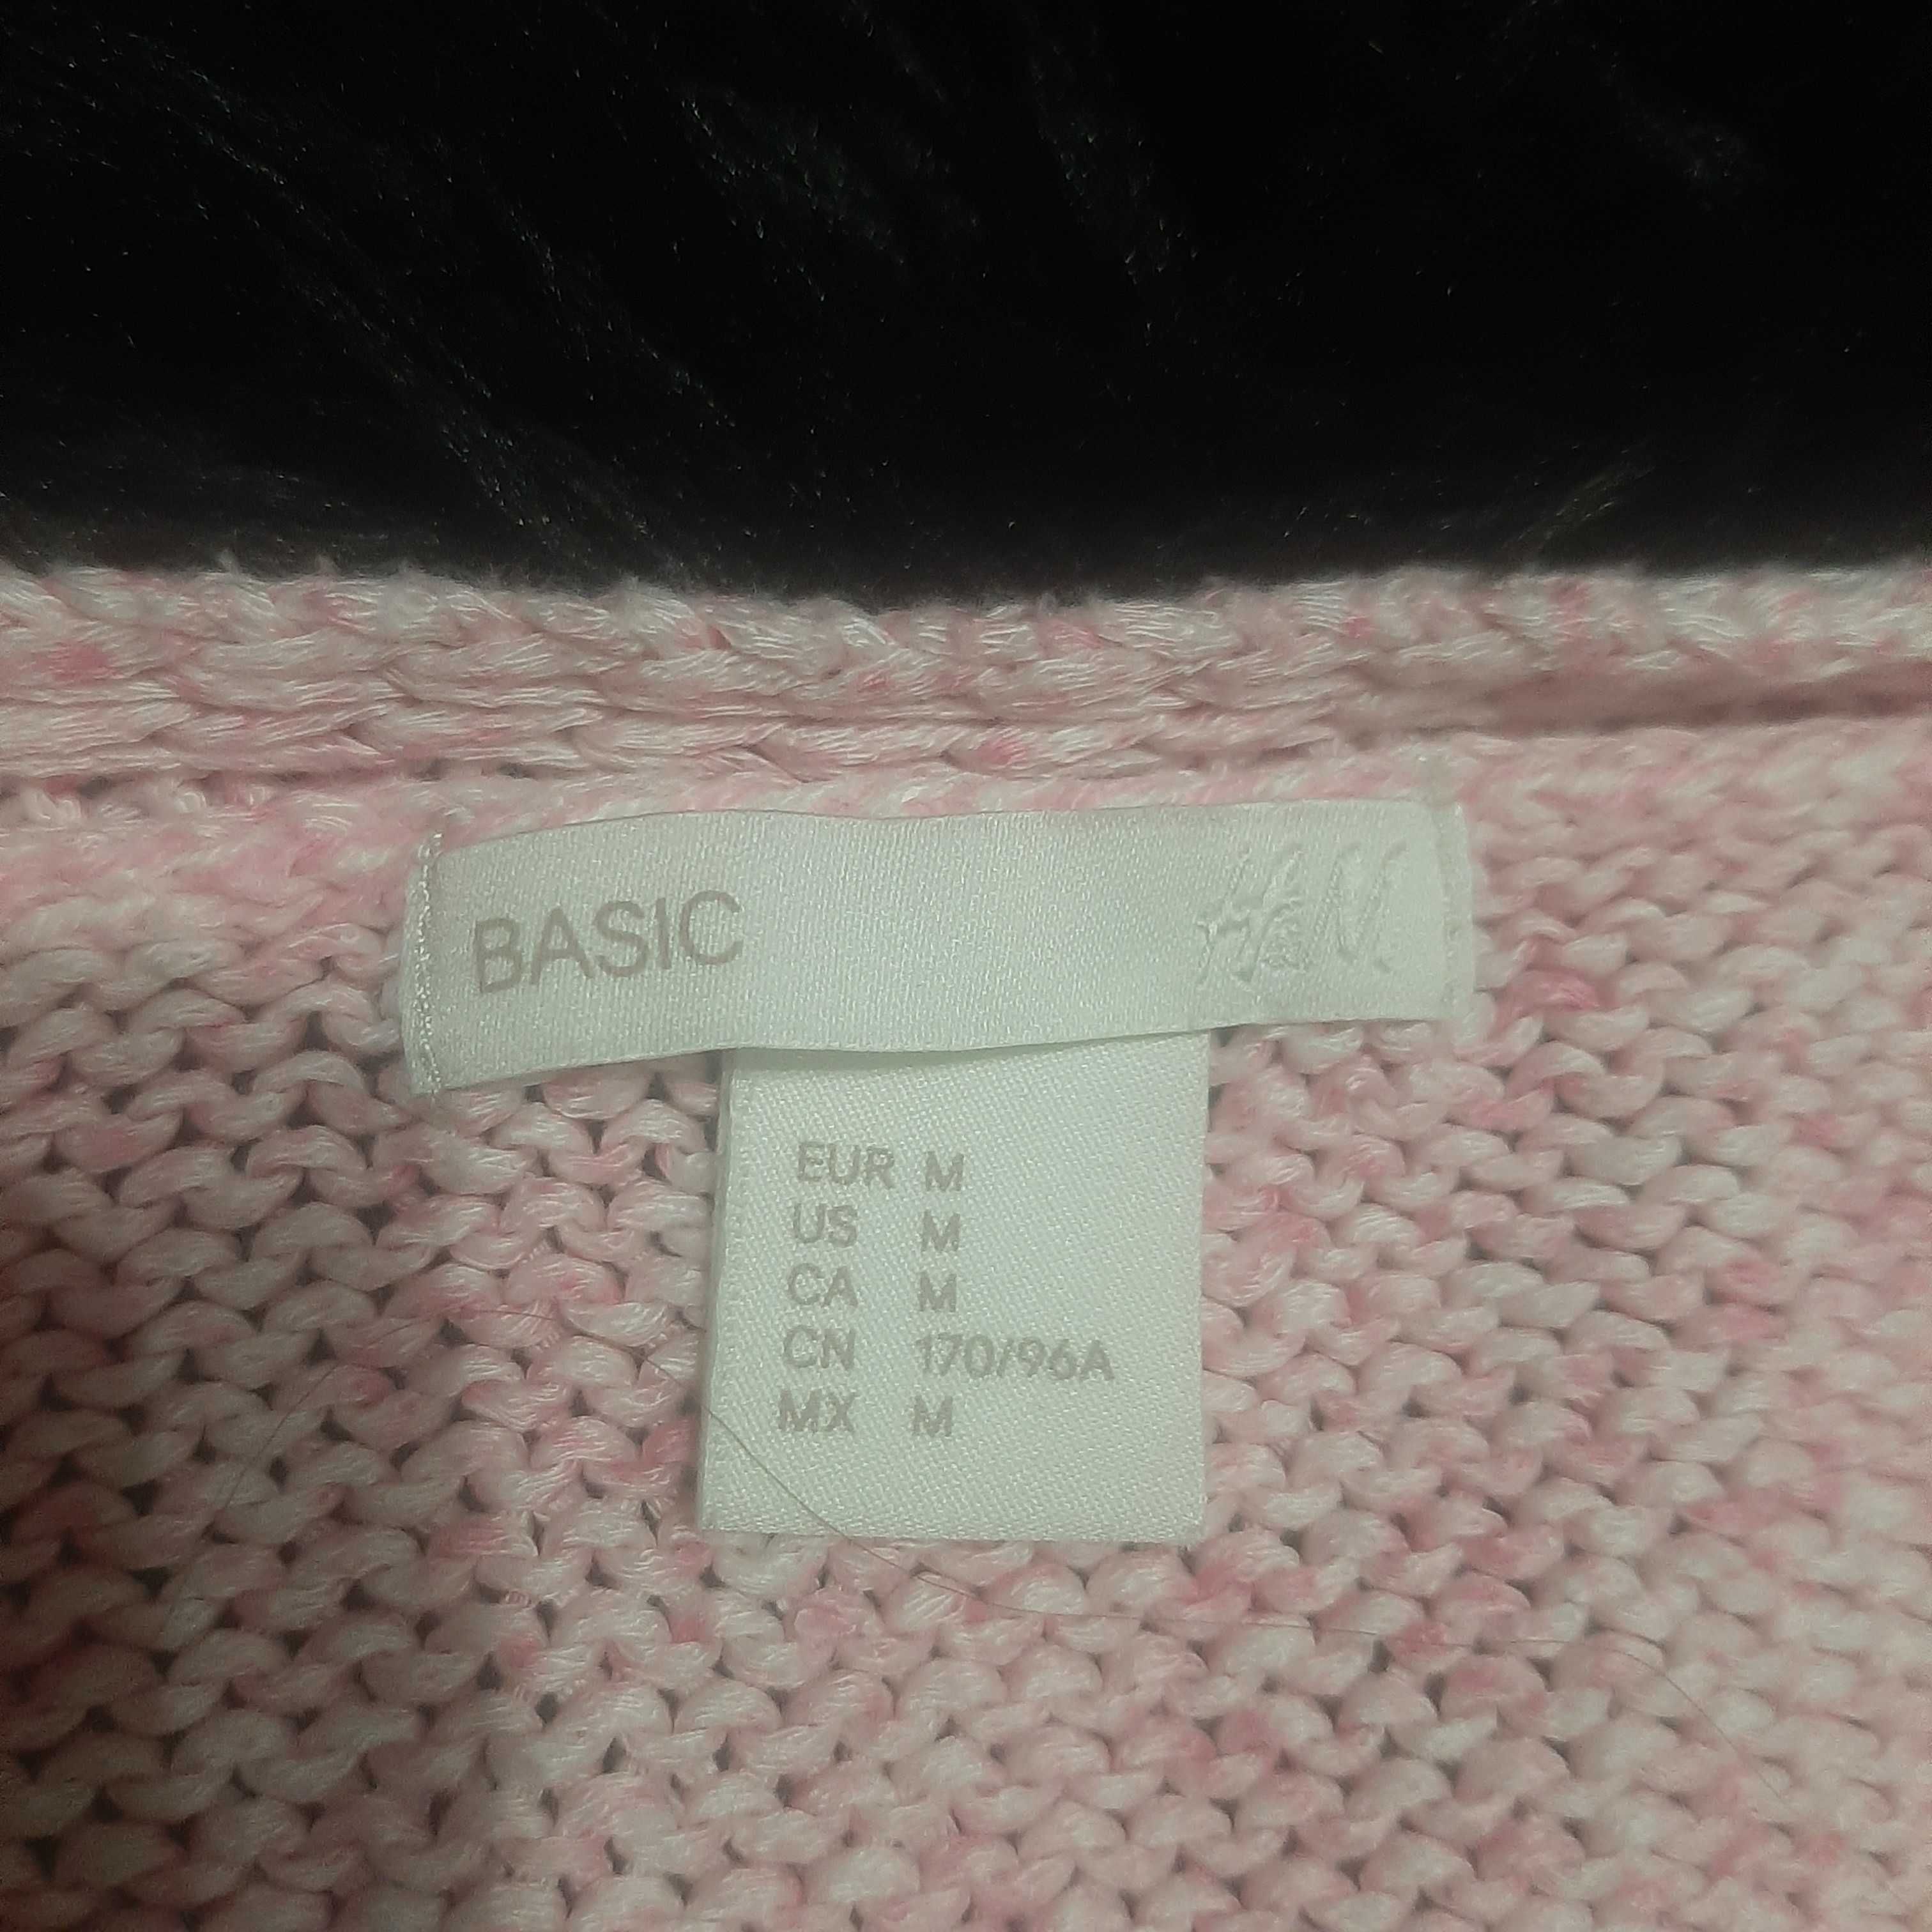 BASIC H&M
EUR M
US M
CA M
CN 170/96A
MX M